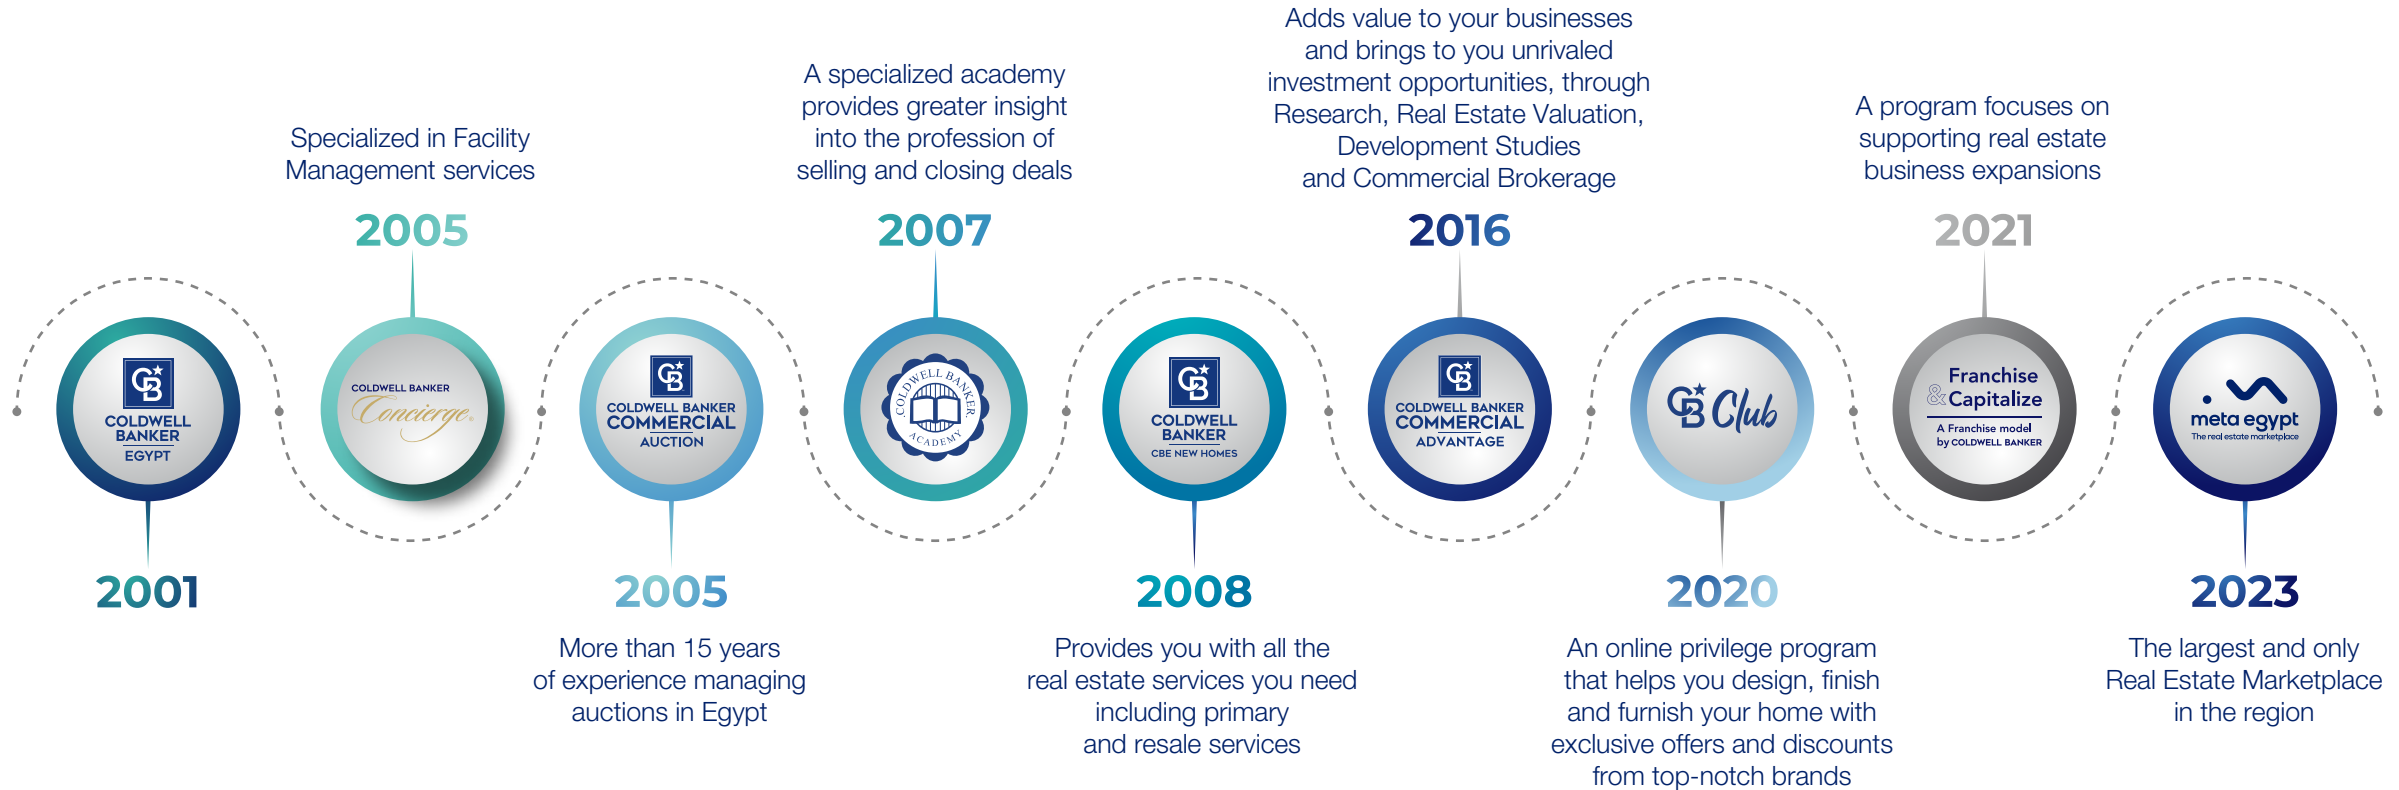 COLDWELL
BANKER
EGYPT
2001
Specialized in Facility
Management services
2005
COLDWELL BANKER
Concierge
COLDWELL BANKER
COMMERCIAL
AUCTION
2005
More than 15 years
of experience managing
auctions in Egypt
A specialized academy
provides greater insight
into the profession of
selling and closing deals
2007
COLDWELL BANKER
ACADEMY
COLDWELL
BANKER
CBE NEW HOMES
2008
Provides you with all the
real estate services you need
including primary
and resale services
Adds value to your businesses
and brings to you unrivaled
investment opportunities, through
Research, Real Estate Valuation,
Development Studies
and Commercial Brokerage
2016
COLDWELL BANKER
COMMERCIAL
ADVANTAGE
CB Club
2020
An online privilege program
that helps you design, finish
and furnish your home with
exclusive offers and discounts
from top-notch brands
A program focuses on
supporting real estate
business expansions
2021
Franchise
&Capitalize
A Franchise model
by COLDWELL BANKER
meta egypt
The real estate marketplace
2023
The largest and only
Real Estate Marketplace
in the region